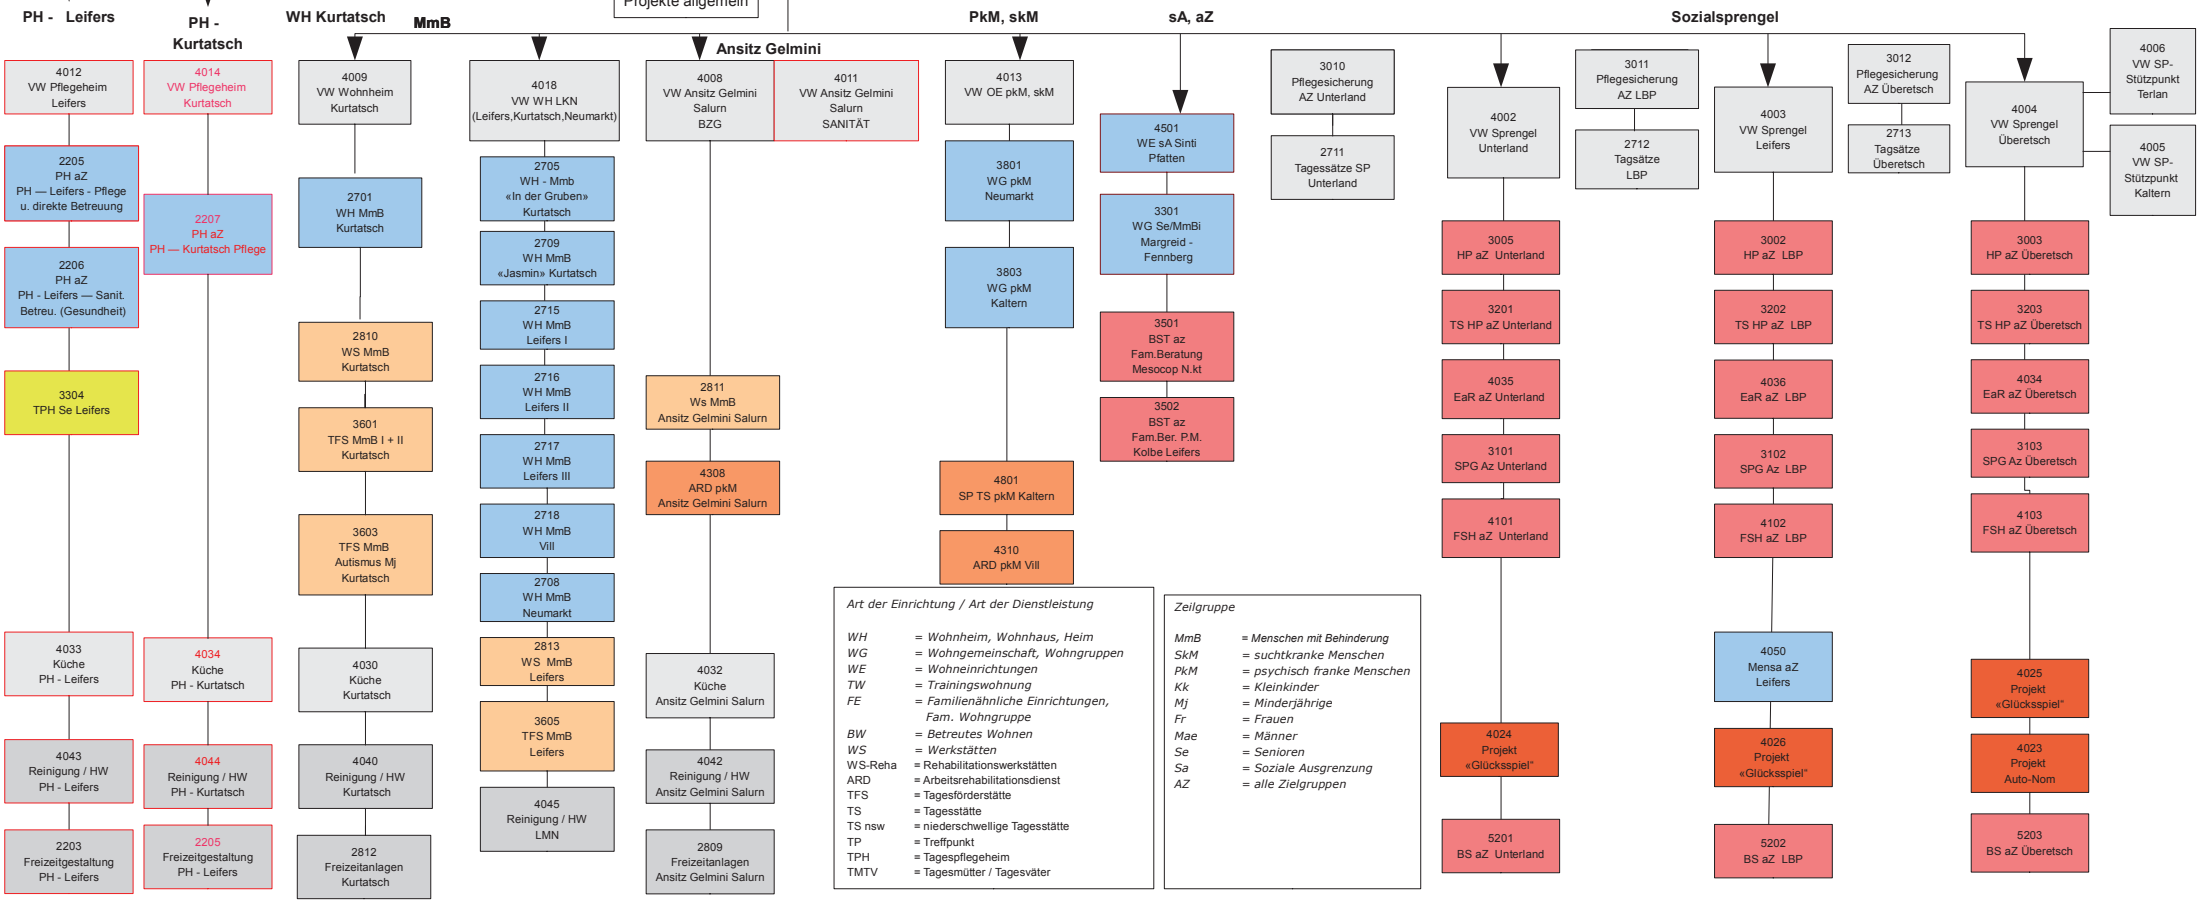 Projekte allgemein
PH -   Leifers
PH -
Kurtatsch
WH Kurtatsch
MmB
Ansitz Gelmini
PkM, skM
sA, aZ
Sozialsprengel
4012
VW Pflegeheim
Leifers
2205
PH aZ
PH — Leifers - Pflege
u. direkte Betreuung
2206
PH aZ
PH - Leifers — Sanit.
Betreu. (Gesundheit)
3304
TPH Se Leifers
4033
Küche
PH - Leifers
4043
Reinigung / HW
PH - Leifers
2203
Freizeitgestaltung
PH - Leifers
4014
VW Pflegeheim
Kurtatsch
2207
PH aZ
PH — Kurtatsch Pflege
4034
Küche
PH - Kurtatsch
4044
Reinigung / HW
PH - Kurtatsch
2205
Freizeitgestaltung
PH - Leifers
4009
VW Wohnheim
Kurtatsch
2701
WH MmB
Kurtatsch
2810
WS MmB
Kurtatsch
3601
TFS MmB I + II
Kurtatsch
3603
TFS MmB
Autismus Mj
Kurtatsch
4030
Küche
Kurtatsch
4040
Reinigung / HW
Kurtatsch
2812
Freizeitanlagen
Kurtatsch
4018
VW WH LKN
(Leifers,Kurtatsch,Neumarkt)
2705
WH - Mmb
«In der Gruben»
Kurtatsch
2709
WH MmB
«Jasmin» Kurtatsch
2715
WH MmB
Leifers I
2716
WH MmB
Leifers II
2717
WH MmB
Leifers III
2718
WH MmB
Vill
2708
WH MmB
Neumarkt
2813
WS  MmB
Leifers
3605
TFS MmB
Leifers
4045
Reinigung / HW
LMN
4008
VW Ansitz Gelmini
Salurn
BZG
4011
VW Ansitz Gelmini
Salurn
SANITÄT
2811
Ws MmB
Ansitz Gelmini Salurn
4308
ARD pkM
Ansitz Gelmini Salurn
4032
Küche
Ansitz Gelmini Salurn
4042
Reinigung / HW
Ansitz Gelmini Salurn
2809
Freizeitanlagen
Ansitz Gelmini Salurn
4013
VW OE pkM, skM
3801
WG pkM
Neumarkt
3803
WG pkM
Kaltern
4801
SP TS pkM Kaltern
4310
ARD pkM Vill
4501
WE sA Sinti
Pfatten
3301
WG Se/MmBi
Margreid -
Fennberg
3501
BST az
Fam.Beratung
Mesocop N.kt
3502
BST az
Fam.Ber. P.M.
Kolbe Leifers
3010
Pflegesicherung
AZ Unterland
2711
Tagessätze SP
Unterland
4002
VW Sprengel
Unterland
3005
HP aZ  Unterland
3201
TS HP aZ Unterland
4035
EaR aZ Unterland
3101
SPG Az Unterland
4101
FSH aZ  Unterland
4024
Projekt
«Glücksspiel”
5201
BS aZ  Unterland
3011
Pflegesicherung
AZ LBP
2712
Tagsätze
LBP
4003
VW Sprengel
Leifers
3002
HP aZ  LBP
3202
TS HP aZ  LBP
4036
EaR aZ  LBP
3102
SPG Az  LBP
4102
FSH aZ  LBP
4050
Mensa aZ
Leifers
4026
Projekt
«Glücksspiel”
5202
BS aZ  LBP
3012
Pflegesicherung
AZ Überetsch
2713
Tagsätze
Überetsch
4004
VW Sprengel
Überetsch
3003
HP aZ Überetsch
3203
TS HP aZ Überetsch
4034
EaR aZ Überetsch
3103
SPG Az Überetsch
4103
FSH aZ Überetsch
4025
Projekt
«Glücksspiel”
4023
Projekt
Auto-Nom
5203
BS aZ Überetsch
4006
VW SP-
Stützpunkt
Terlan
4005
VW SP-
Stützpunkt
Kaltern
Art der Einrichtung / Art der Dienstleistung
WH = Wohnheim, Wohnhaus, Heim
WG = Wohngemeinschaft, Wohngruppen
WE = Wohneinrichtungen
TW = Trainingswohnung
FE = Familienähnliche Einrichtungen,
Fam. Wohngruppe
BW = Betreutes Wohnen
WS = Werkstätten
WS-Reha = Rehabilitationswerkstätten
ARD = Arbeitsrehabilitationsdienst
TFS = Tagesförderstätte
TS = Tagesstätte
TS nsw = niederschwellige Tagesstätte
TP = Treffpunkt
TPH = Tagespflegeheim
TMTV = Tagesmütter / Tagesväter
Zeilgruppe
MmB = Menschen mit Behinderung
SkM = suchtkranke Menschen
PkM = psychisch franke Menschen
Kk = Kleinkinder
Mj = Minderjährige
Fr = Frauen
Mae = Männer
Se = Senioren
Sa = Soziale Ausgrenzung
AZ = alle Zielgruppen